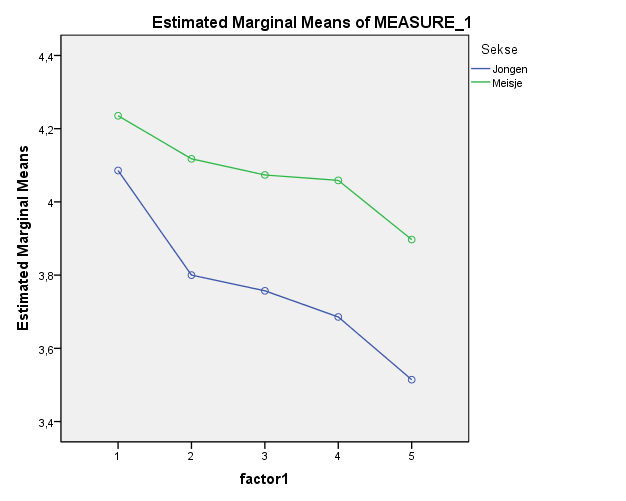 Estimated Marginal Means of MEASURE_1
Sekse
Jongen
Meisje
Estimated Marginal Means
4,4
4,2
4
3,8
3,6
3,4
1 2 3 4 5
factor1